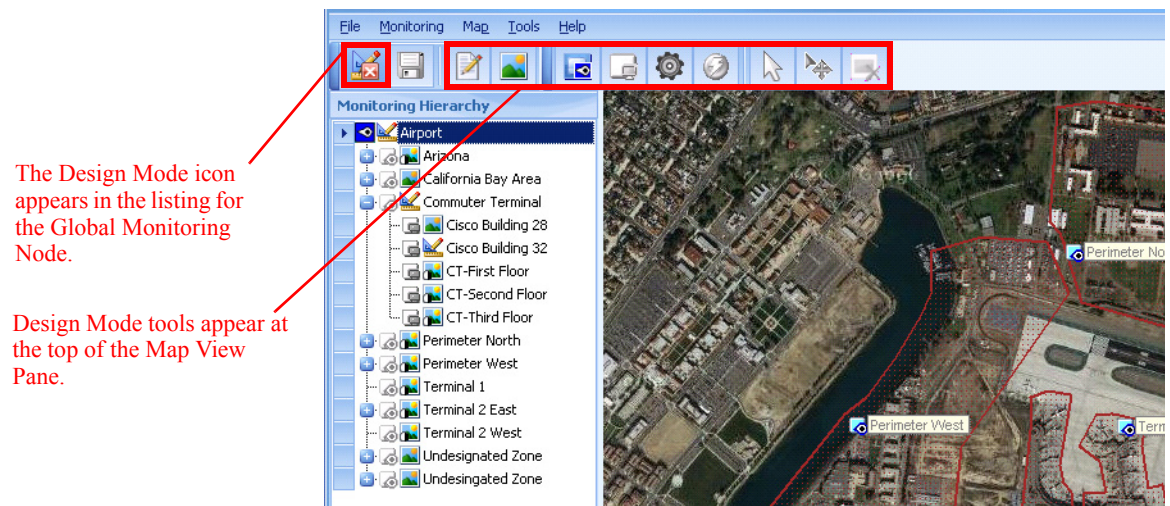 File Monitoring Map Tools Help
Monitoring Hierarchy
Airport
Arizona
California Bay Area
Commuter Terminal
Cisco Building 28
Cisco Building 32
CT-First Floor
CT-Second Floor
CT-Third Floor
Perimeter North
Perimeter West
Terminal 1
Terminal 2 East
Terminal 2 West
Undesignated Zone
Undesingated Zone
The Design Mode icon
appears in the listing for
the Global Monitoring
Node.
Design Mode tools appear at
the top of the Map View
Pane.
Perimeter No
Perimeter West
Term